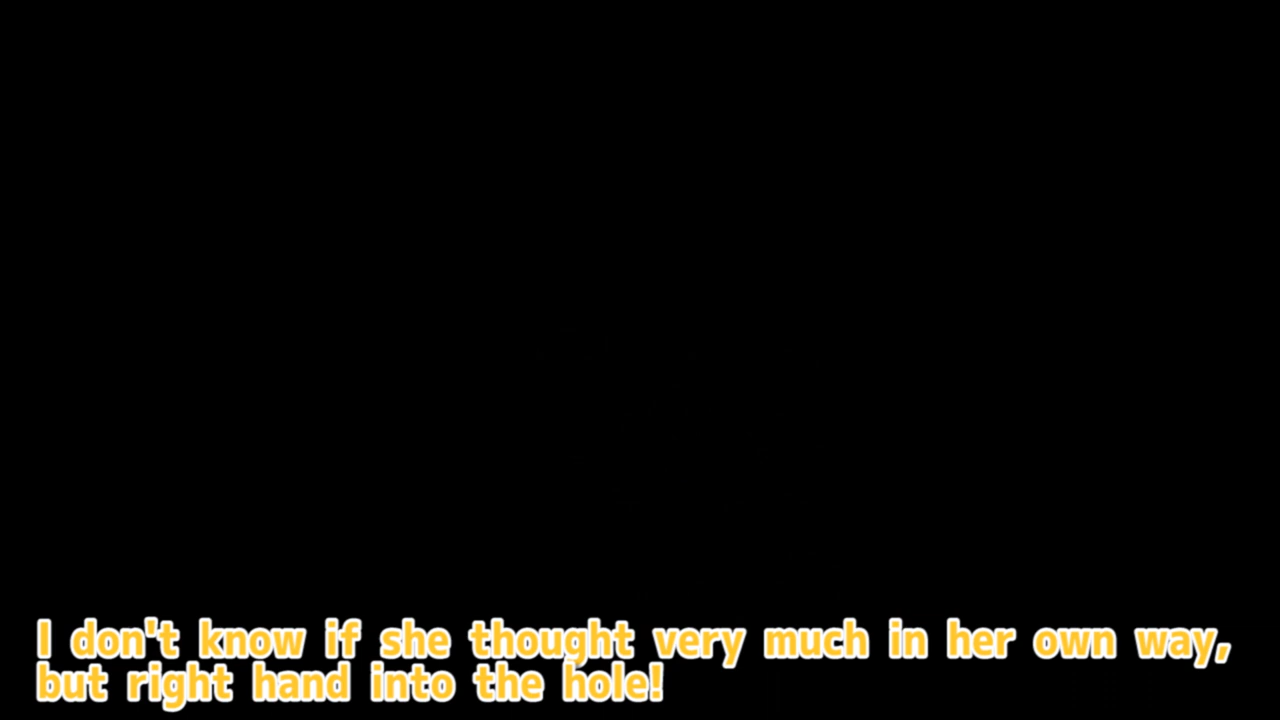 I don't know if she thought very much in her own way,
but right hand into the hole!